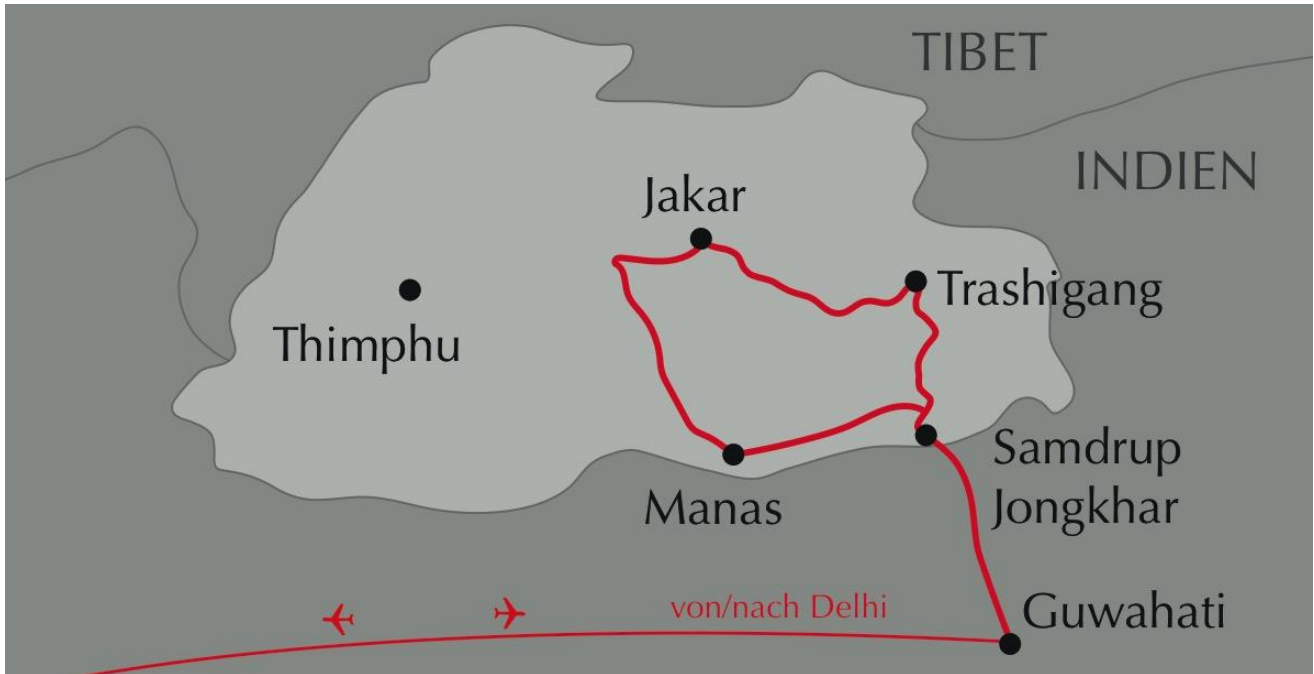 TIBET
INDIEN
Jakar
Trashigang
Thimphu
Samdrup
Jongkhar
Manas
von/nach Delhi
Guwahati